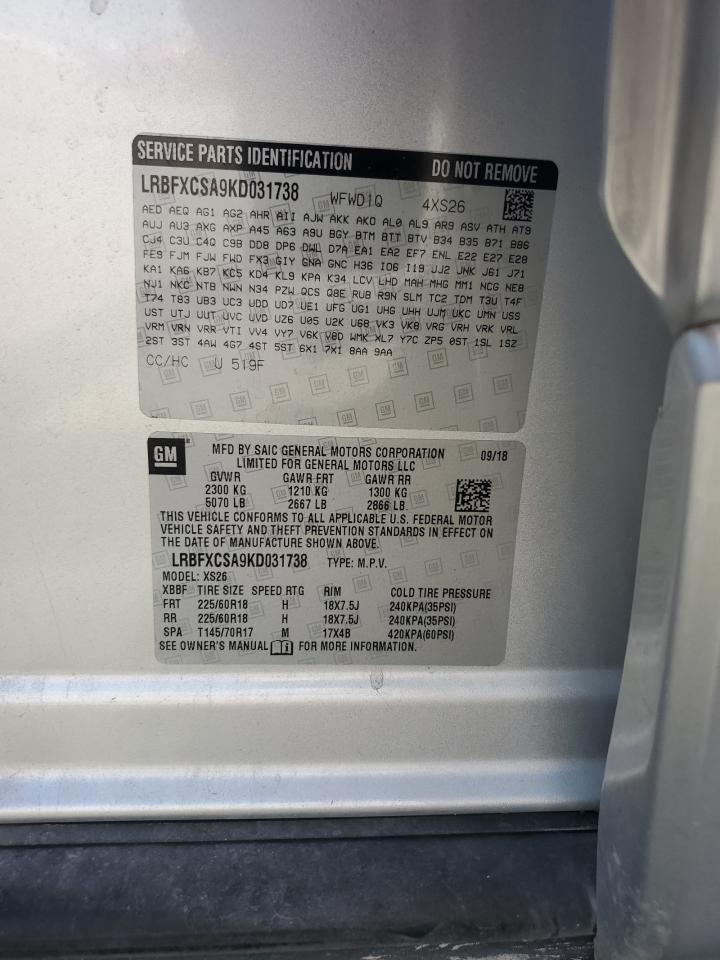 SERVICE PARTS IDENTIFICATION DO NOT REMOVE
LRBFXCSA9KD031738 WFWD1Q 4XS26
AED AEQ AG1 AG2 AHR AII AJW AKK AKO AL0 AL9 AR9 ASV ATH AT9
AUJ AU3 AXG AXP A45 A63 A9U BGY BTM BTT BTV B34 B35 B71 B86
CJ4 C3U C4Q C9B DD8 DP6 DWL D7A EA1 EA2 EF7 ENL E22 E27 E28
FE9 FJM FJW FWD FX3 GIY GNA GNC H36 I06 I19 JJ2 JNK J61 J71
KA1 KA6 KB7 KC5 KD4 KL9 KPA K34 LCV LHD MAH MHG MM1 NCG NE8
NJ1 NKC NTB NWN N34 PZW QCS Q8E RUB R9N SLM TC2 TDM T3U T4F
T74 T83 UB3 UC3 UDD UD7 UE1 UFG UG1 UHG UHH UJM UKC UMN USS
UST UTJ UUT UVC UVD UZ6 U05 U2K U68 VK3 VK8 VRG VRH VRK VRL
VRM VRN VRR VTI VV4 VY7 V6K V8D WMK XL7 Y7C ZP5 0ST 1SL 1SZ
2ST 3ST 4AW 4G7 4ST 5ST 6X1 7X1 8AA 9AA
CC/HC U 519F
GM MFD BY SAIC GENERAL MOTORS CORPORATION 09/18
LIMITED FOR GENERAL MOTORS LLC
GVWR GAWR FRT GAWR RR
2300 KG 1210 KG 1300 KG
5070 LB 2667 LB 2866 LB
THIS VEHICLE CONFORMS TO ALL APPLICABLE U.S. FEDERAL MOTOR
VEHICLE SAFETY AND THEFT PREVENTION STANDARDS IN EFFECT ON
THE DATE OF MANUFACTURE SHOWN ABOVE.
LRBFXCSA9KD031738 TYPE: M.P.V.
MODEL: XS26
XBBF TIRE SIZE SPEED RTG RIM COLD TIRE PRESSURE
FRT 225/60R18 H 18X7.5J 240KPA(35PSI)
RR 225/60R18 H 18X7.5J 240KPA(35PSI)
SPA T145/70R17 M 17X4B 420KPA(60PSI)
SEE OWNER'S MANUAL FOR MORE INFORMATION.